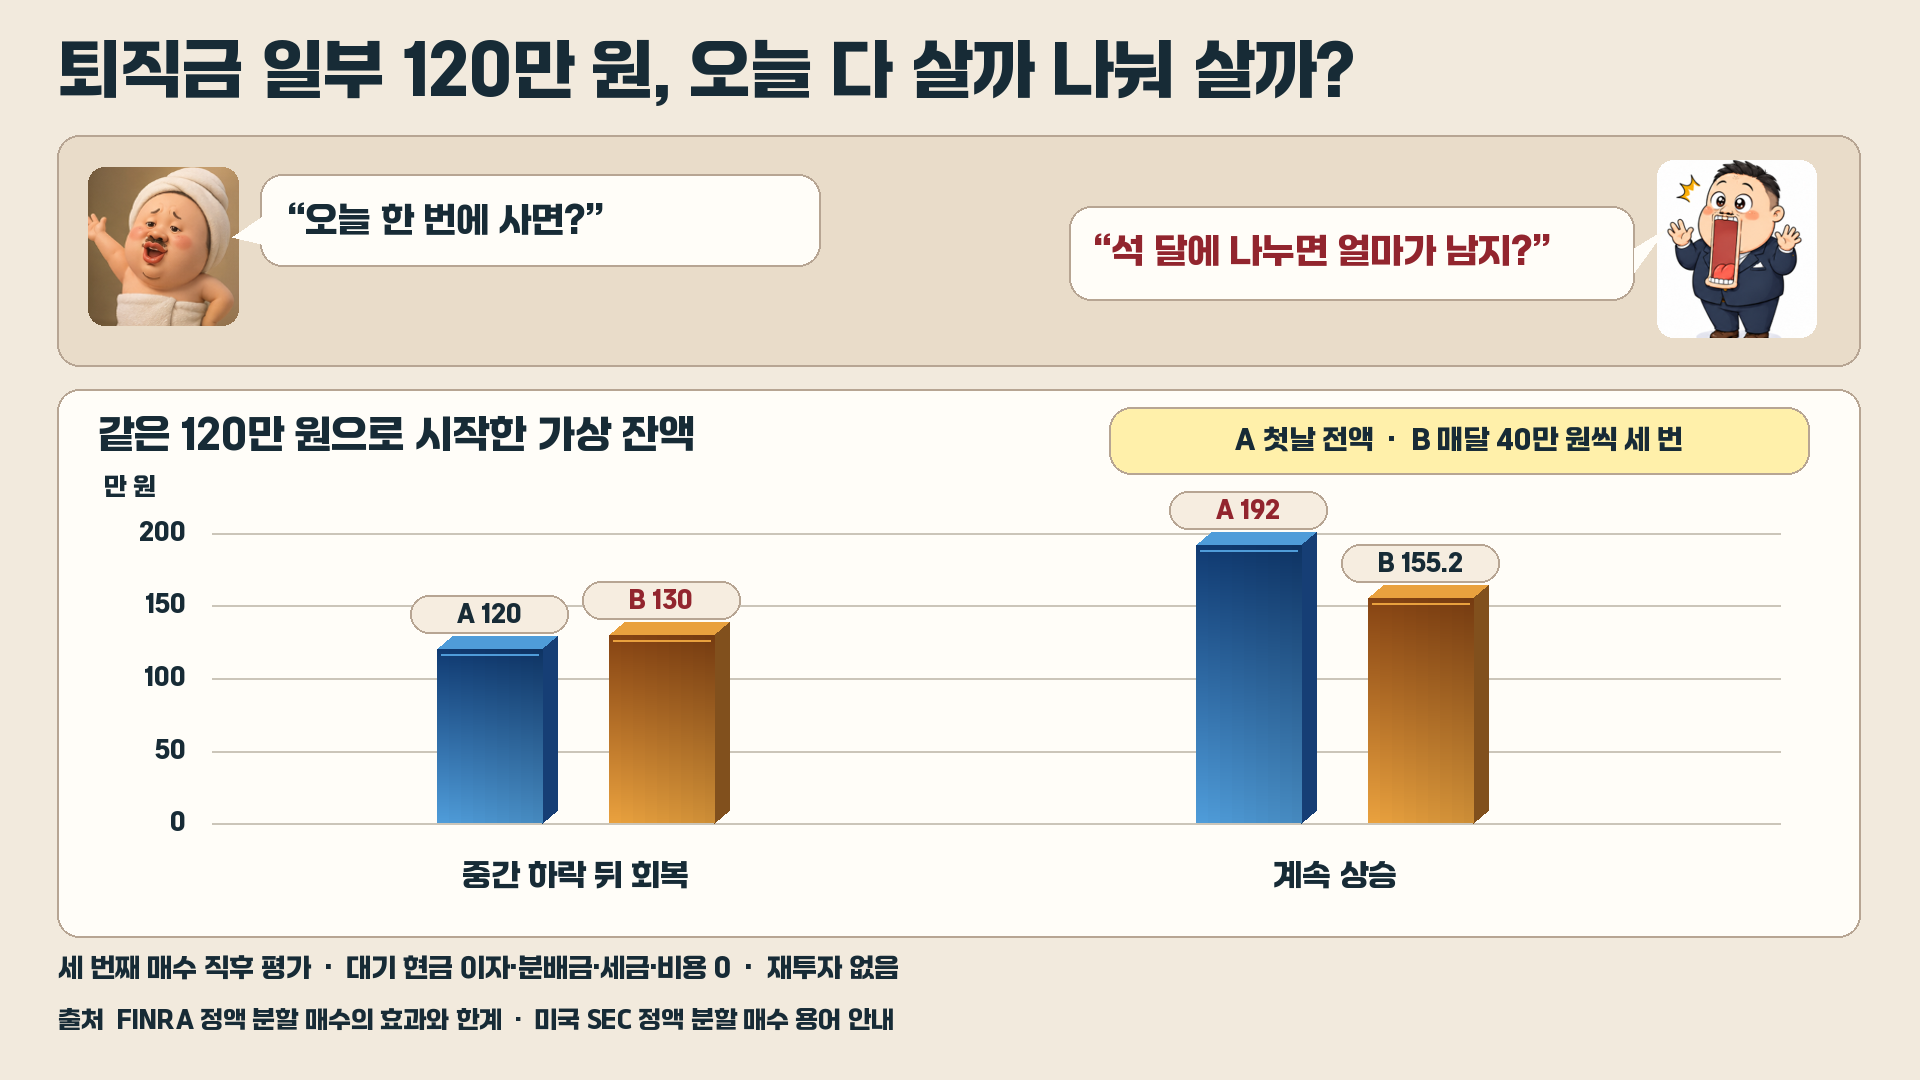 퇴직금 일부 120만 원, 오늘 다 살까 나눠 살까?
“오늘 한 번에 사면?”
“석 달에 나누면 얼마가 남지?”
같은 120만 원으로 시작한 가상 잔액
A 첫날 전액 · B 매달 40만 원씩 세 번
만 원
200
150
100
50
0
A 120
B 130
A 192
B 155.2
중간 하락 뒤 회복
계속 상승
세 번째 매수 직후 평가 · 대기 현금 이자·분배금·세금·비용 0 · 재투자 없음
출처 FINRA 정액 분할 매수의 효과와 한계 · 미국 SEC 정액 분할 매수 용어 안내